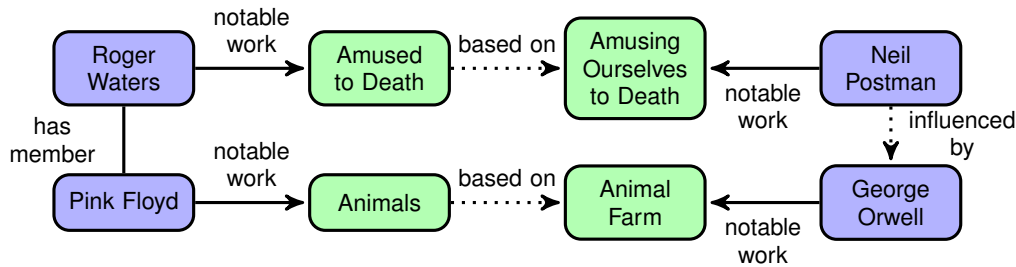 notable
work
Roger
Waters
Amused
to Death
based on
Amusing
Ourselves
to Death
Neil
Postman
notable
work
has
member
influenced
by
notable
work
Pink Floyd
Animals
based on
Animal
Farm
George
Orwell
notable
work